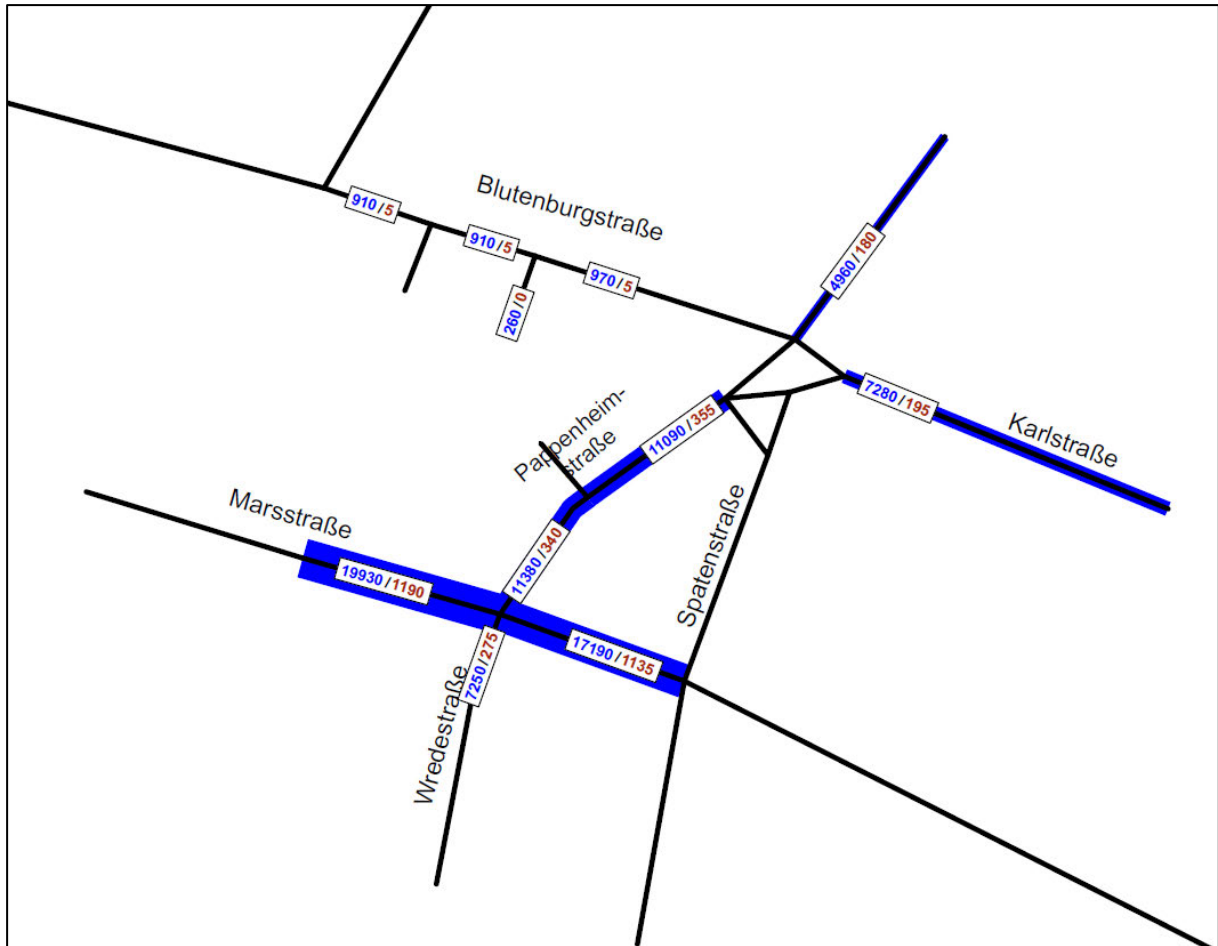 Blutenburgstraße
910/5
910/5
970/5
260/0
4960/180
7280/195
Karlstraße
Pappenheim-
straße
11090/355
11380/340
Marsstraße
19930/1190
17190/1135
Spatenstraße
7250/275
Wredestraße